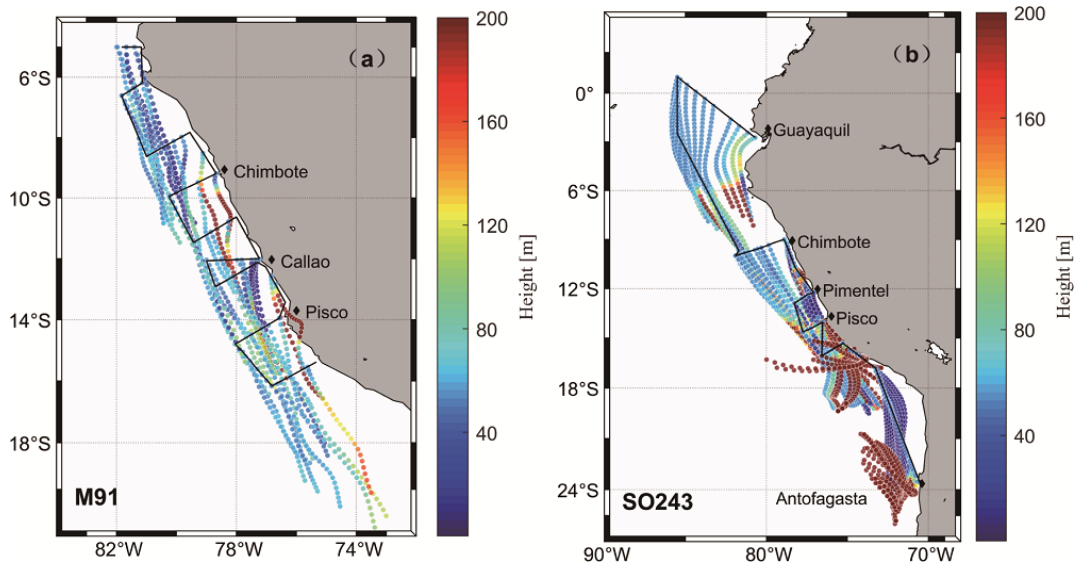 (a)
6°S
10°S
14°S
18°S
82°W
78°W
74°W
Chimbote
Callao
Pisco
M91
200
160
120
80
40
Height [m]
(b)
0°
6°S
12°S
18°S
24°S
90°W
80°W
70°W
Guayaquil
Chimbote
Pimentel
Pisco
Antofagasta
SO243
200
160
120
80
40
Height [m]